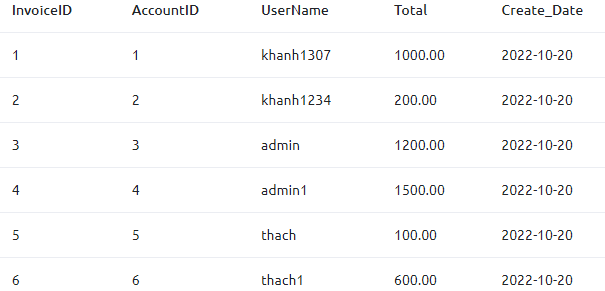 InvoiceID AccountID UserName Total Create_Date
1 1 khanh1307 1000.00 2022-10-20
2 2 khanh1234 200.00 2022-10-20
3 3 admin 1200.00 2022-10-20
4 4 admin1 1500.00 2022-10-20
5 5 thach 100.00 2022-10-20
6 6 thach1 600.00 2022-10-20